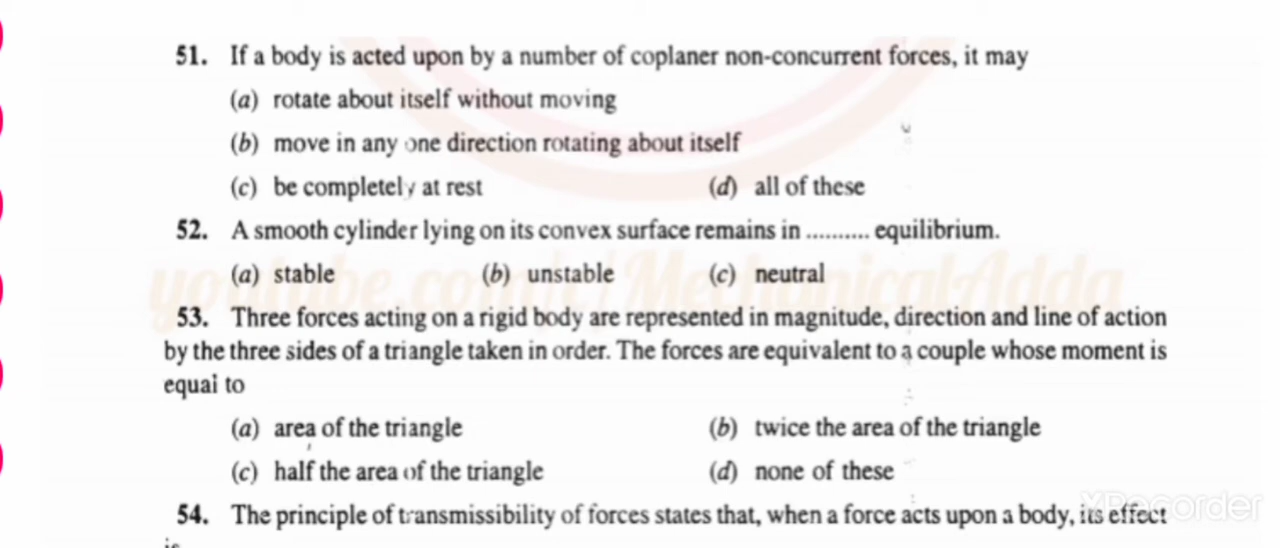 51. If a body is acted upon by a number of coplaner non-concurrent forces, it may
(a) rotate about itself without moving
(b) move in any one direction rotating about itself
(c) be completely at rest (d) all of these
52. A smooth cylinder lying on its convex surface remains in .......... equilibrium.
(a) stable (b) unstable (c) neutral
youtube.com/c/MechanicalAdda
53. Three forces acting on a rigid body are represented in magnitude, direction and line of action
by the three sides of a triangle taken in order. The forces are equivalent to a couple whose moment is
equal to
(a) area of the triangle (b) twice the area of the triangle
(c) half the area of the triangle (d) none of these
XRecorder
54. The principle of transmissibility of forces states that, when a force acts upon a body, its effect
is